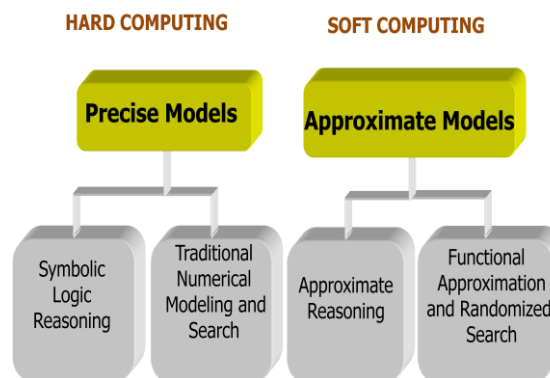 HARD COMPUTING
SOFT COMPUTING
Precise Models
Approximate Models
Symbolic
Logic
Reasoning
Traditional
Numerical
Modeling and
Search
Approximate
Reasoning
Functional
Approximation
and Randomized
Search